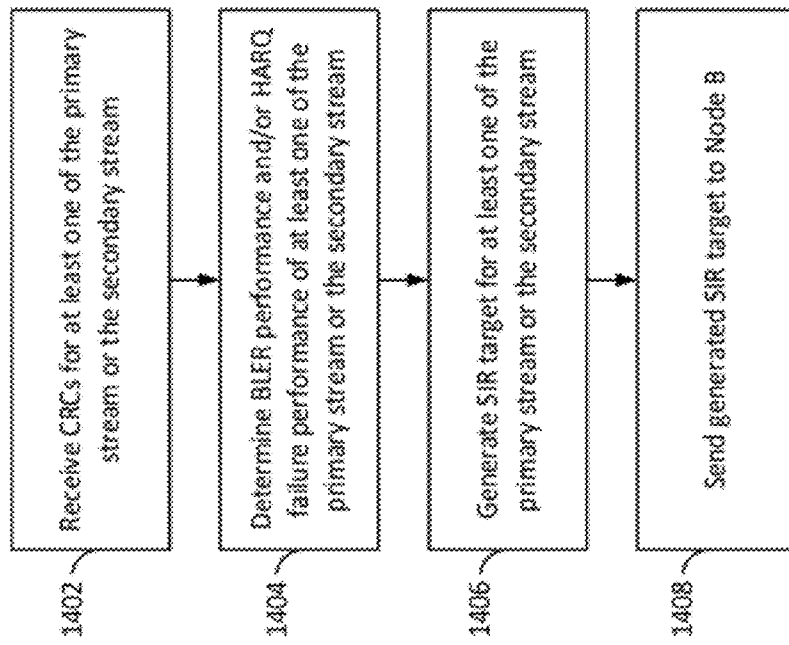 1402
Receive CRCs for at least one of the primary
stream or the secondary stream
1404
Determine BLER performance and/or HARQ
failure performance of at least one of the
primary stream or the secondary stream
1406
Generate SIR target for at least one of the
primary stream or the secondary stream
1408
Send generated SIR target to Node B